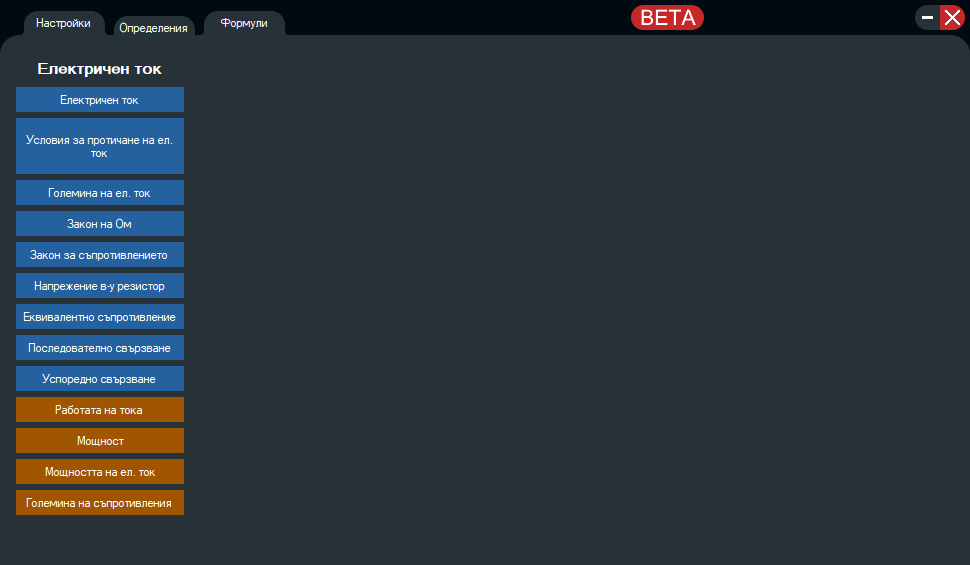 Настройки
Определения
Формули
BETA
Електричен ток
Електричен ток
Условия за протичане на ел.
ток
Големина на ел. ток
Закон на Ом
Закон за съпротивлението
Напрежение в-у резистор
Еквивалентно съпротивление
Последователно свързване
Успоредно свързване
Работата на тока
Мощност
Мощността на ел. ток
Големина на съпротивления